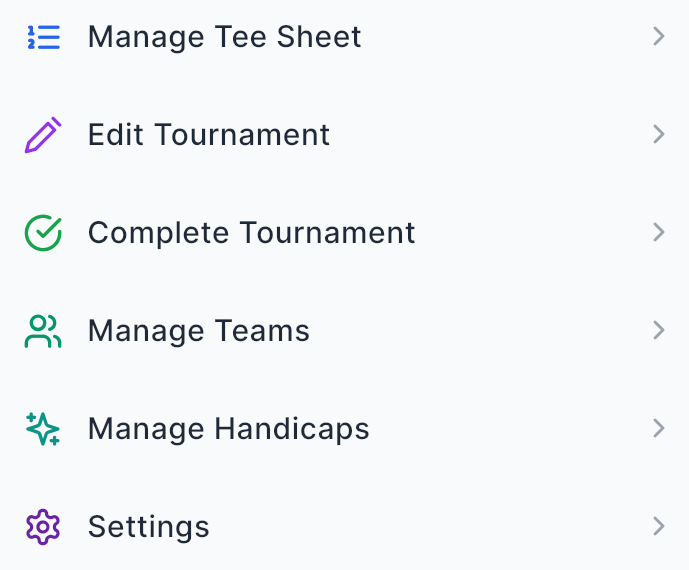 Manage Tee Sheet
Edit Tournament
Complete Tournament
Manage Teams
Manage Handicaps
Settings